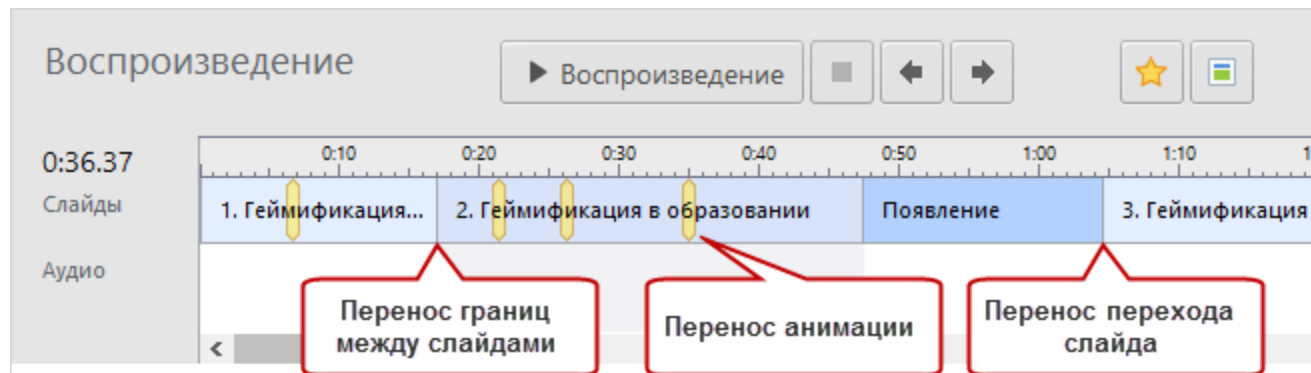 Воспроизведение
Воспроизведение
0:36.37
0:10 0:20 0:30 0:40 0:50 1:00 1:10
Слайды
1. Геймификация... 2. Геймификация в образовании Появление 3. Геймификация
Аудио
Перенос границ
между слайдами
Перенос анимации
Перенос перехода
слайда